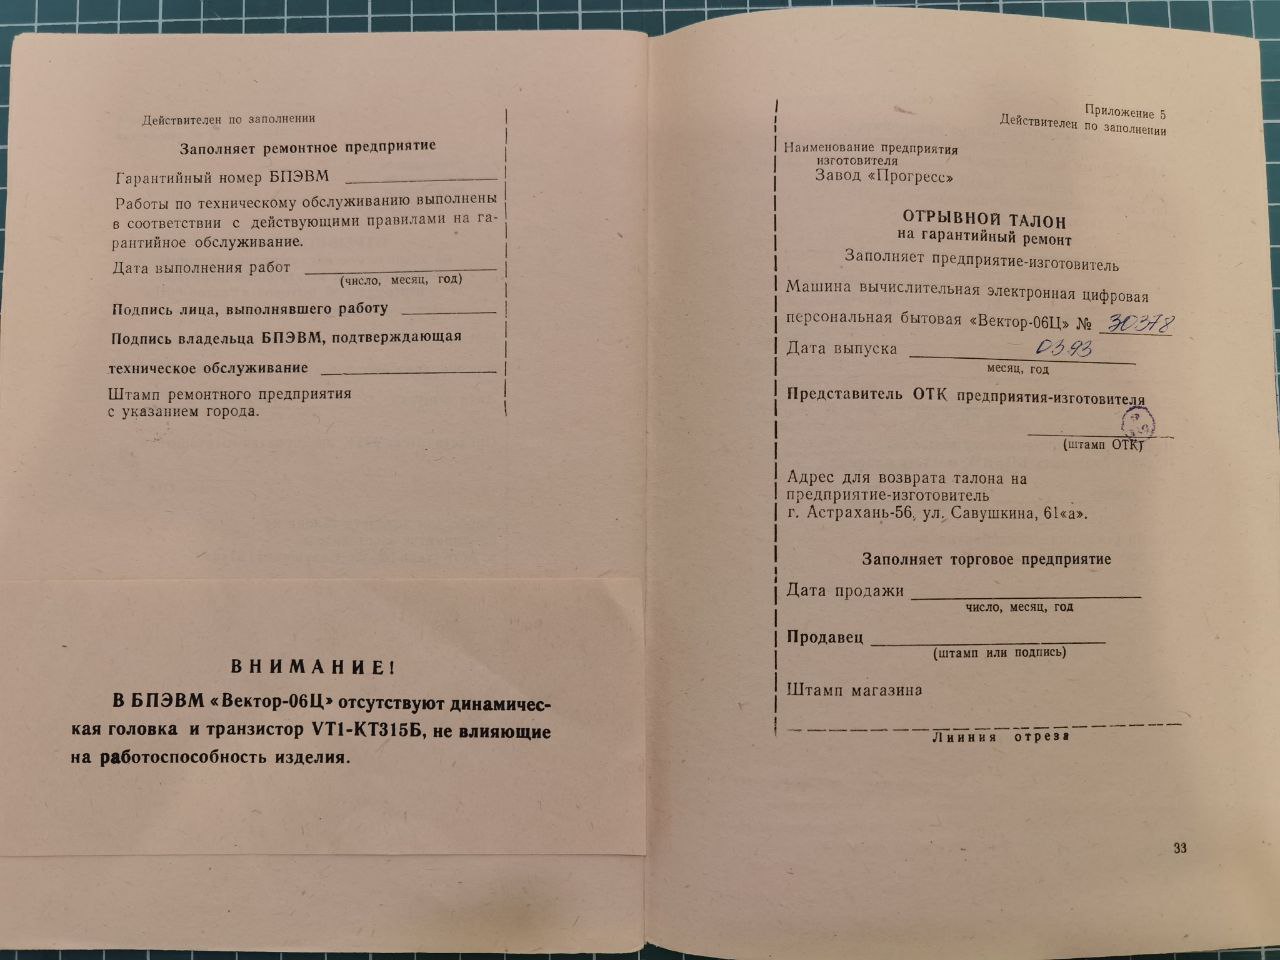 Действителен по заполнении
Заполняет ремонтное предприятие
Гарантийный номер БПЭВМ
Работы по техническому обслуживанию выполнены
в соответствии с действующими правилами на га-
рантийное обслуживание.
Дата выполнения работ
(число, месяц, год)
Подпись лица, выполнявшего работу
Подпись владельца БПЭВМ, подтверждающая
техническое обслуживание
Штамп ремонтного предприятия
с указанием города.
ВНИМАНИЕ!
В БПЭВМ «Вектор-06Ц» отсутствуют динамичес-
кая головка и транзистор VT1-КТ315Б, не влияющие
на работоспособность изделия.
Приложение 5
Действителен по заполнении
Наименование предприятия
изготовителя
Завод «Прогресс»
ОТРЫВНОЙ ТАЛОН
на гарантийный ремонт
Заполняет предприятие-изготовитель
Машина вычислительная электронная цифровая
персональная бытовая «Вектор-06Ц» № 30378
Дата выпуска 03.93
месяц, год
Представитель ОТК предприятия-изготовителя
(штамп ОТК)
Адрес для возврата талона на
предприятие-изготовитель
г. Астрахань-56, ул. Савушкина, 61«а».
Заполняет торговое предприятие
Дата продажи
число, месяц, год
Продавец
(штамп или подпись)
Штамп магазина
Линия отреза
33